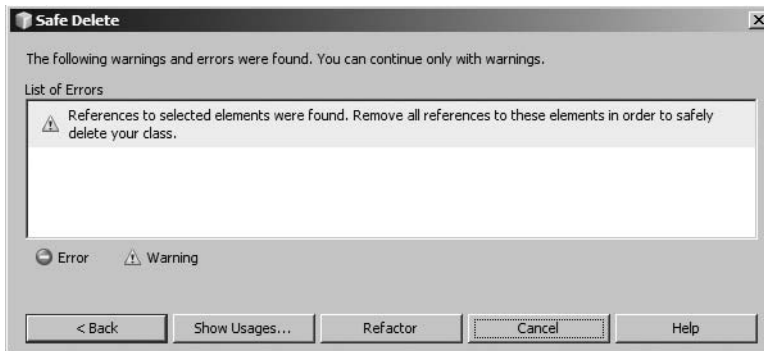 Safe Delete
The following warnings and errors were found. You can continue only with warnings.
List of Errors
References to selected elements were found. Remove all references to these elements in order to safely
delete your class.
Error
Warning
< Back
Show Usages...
Refactor
Cancel
Help